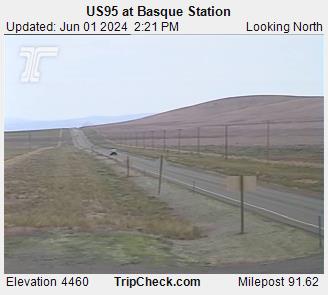 US95 at Basque Station
Updated: Jun 01 2024 2:21 PM Looking North
Elevation 4460 TripCheck.com Milepost 91.62